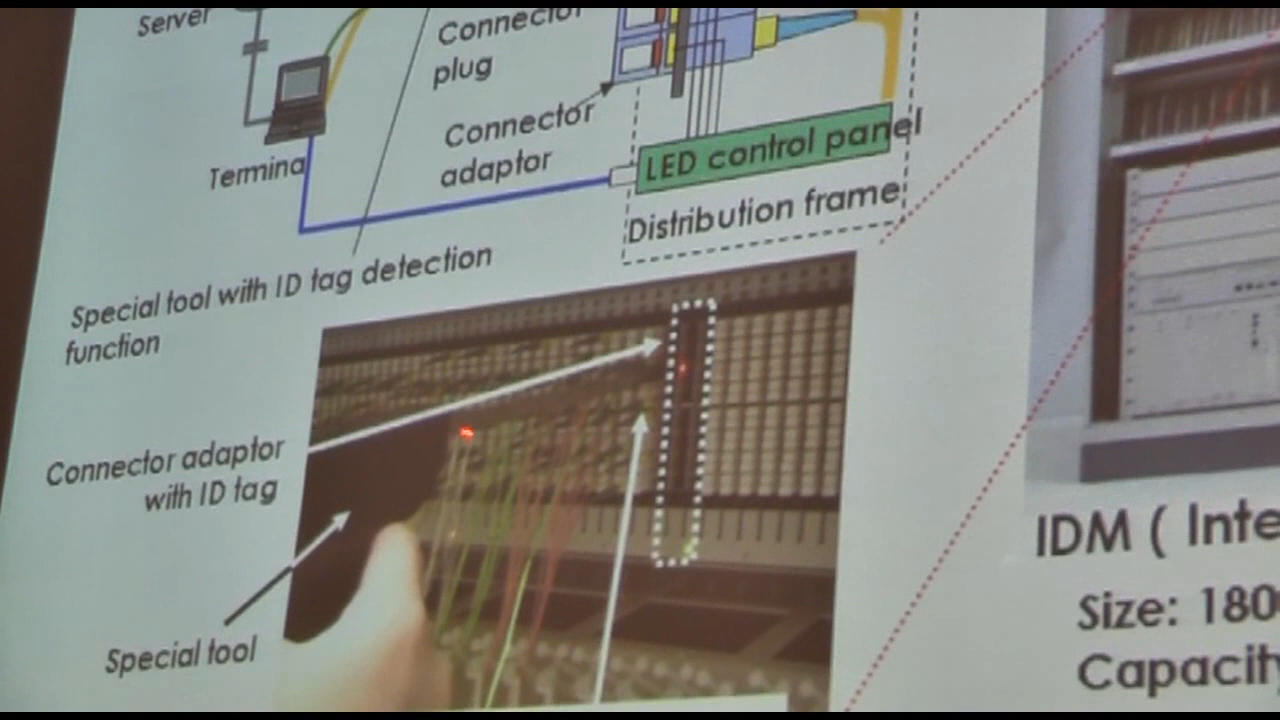 Server
Connector
plug
Connector
adaptor
Termina
LED control panel
Distribution frame
Special tool with ID tag detection
function
Connector adaptor
with ID tag
Special tool
IDM ( Inte
Size: 180
Capacity